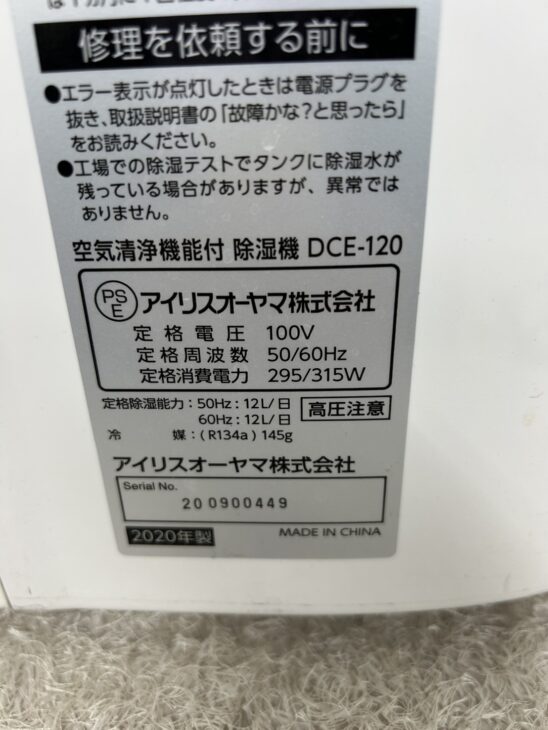 修理を依頼する前に
●エラー表示が点灯したときは電源プラグを
抜き、取扱説明書の「故障かな?と思ったら」
をお読みください。
●工場での除湿テストでタンクに除湿水が
残っている場合がありますが、異常では
ありません。
空気清浄機能付 除湿機 DCE-120
PS
E アイリスオーヤマ株式会社
定格電圧 100V
定格周波数 50/60Hz
定格消費電力 295/315W
定格除湿能力：50Hz：12L/日
60Hz：12L/日
高圧注意
冷 媒：(R134a) 145g
アイリスオーヤマ株式会社
Serial No.
20 0900449
2020年製 MADE IN CHINA